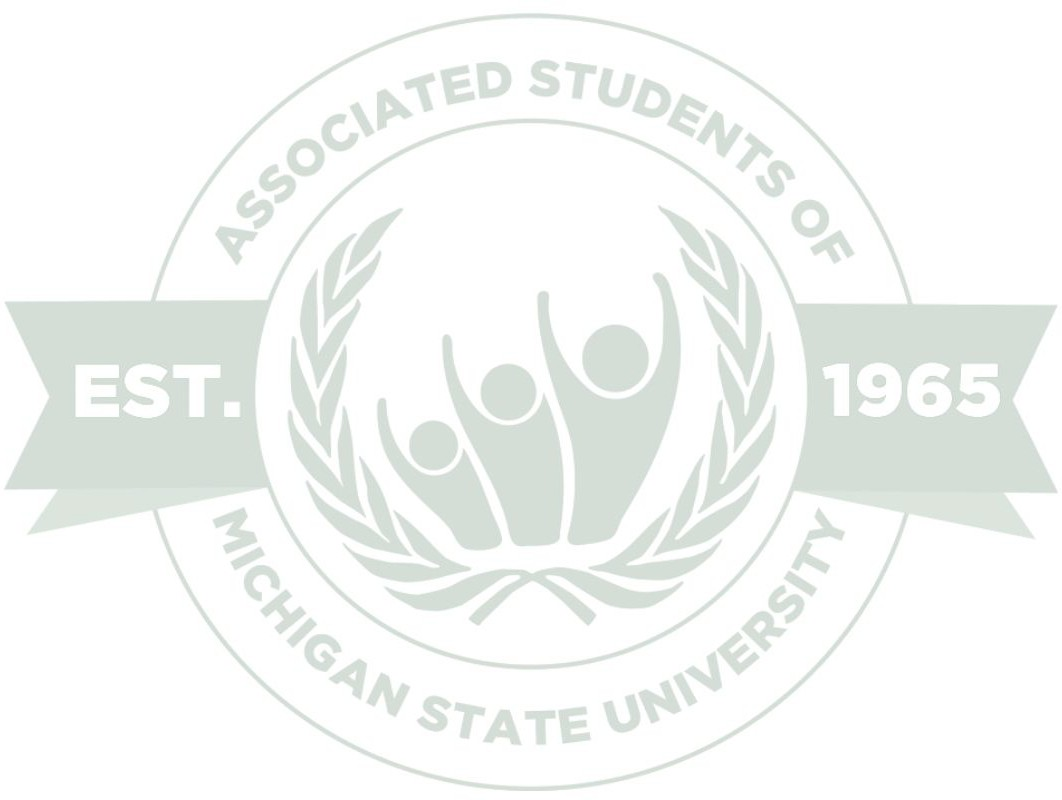 ASSOCIATED STUDENTS OF
EST.
1965
MICHIGAN STATE UNIVERSITY